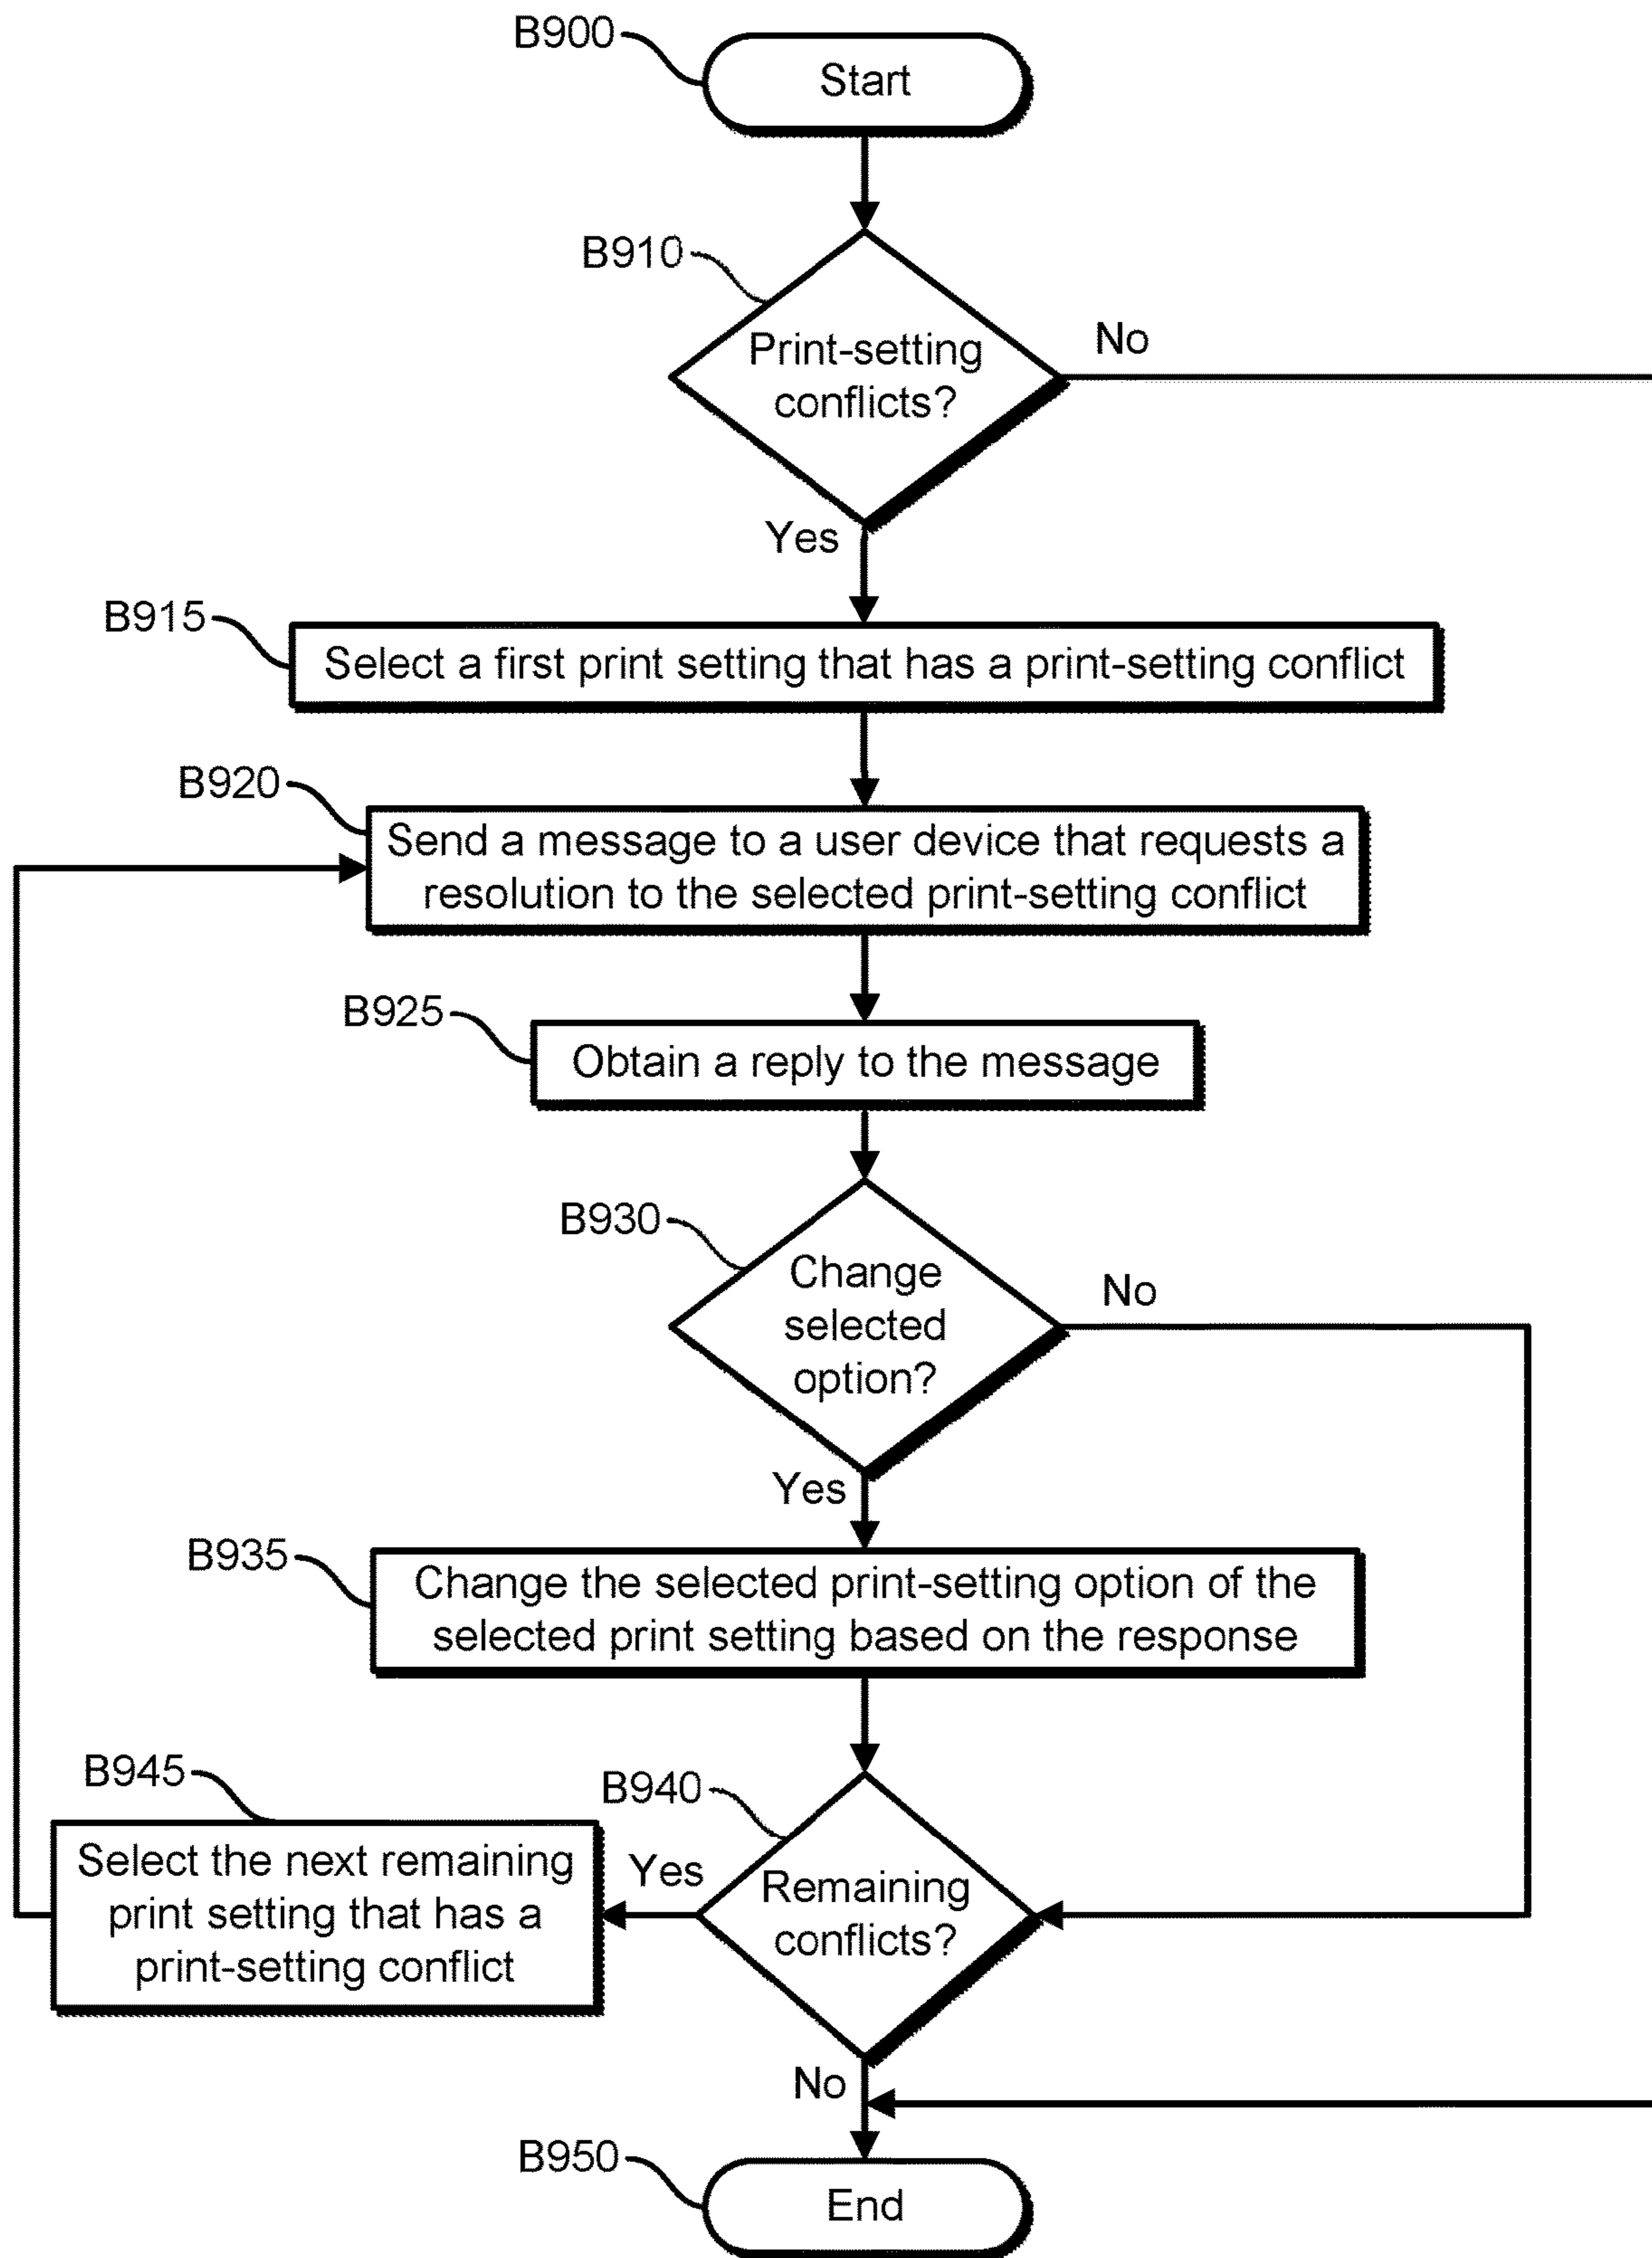 B900
Start
B910
Print-setting
conflicts?
No
Yes
B915
Select a first print setting that has a print-setting conflict
B920
Send a message to a user device that requests a
resolution to the selected print-setting conflict
B925
Obtain a reply to the message
B930
Change
selected
option?
No
Yes
B935
Change the selected print-setting option of the
selected print setting based on the response
B945
B940
Select the next remaining
print setting that has a
print-setting conflict
Yes
Remaining
conflicts?
No
B950
End